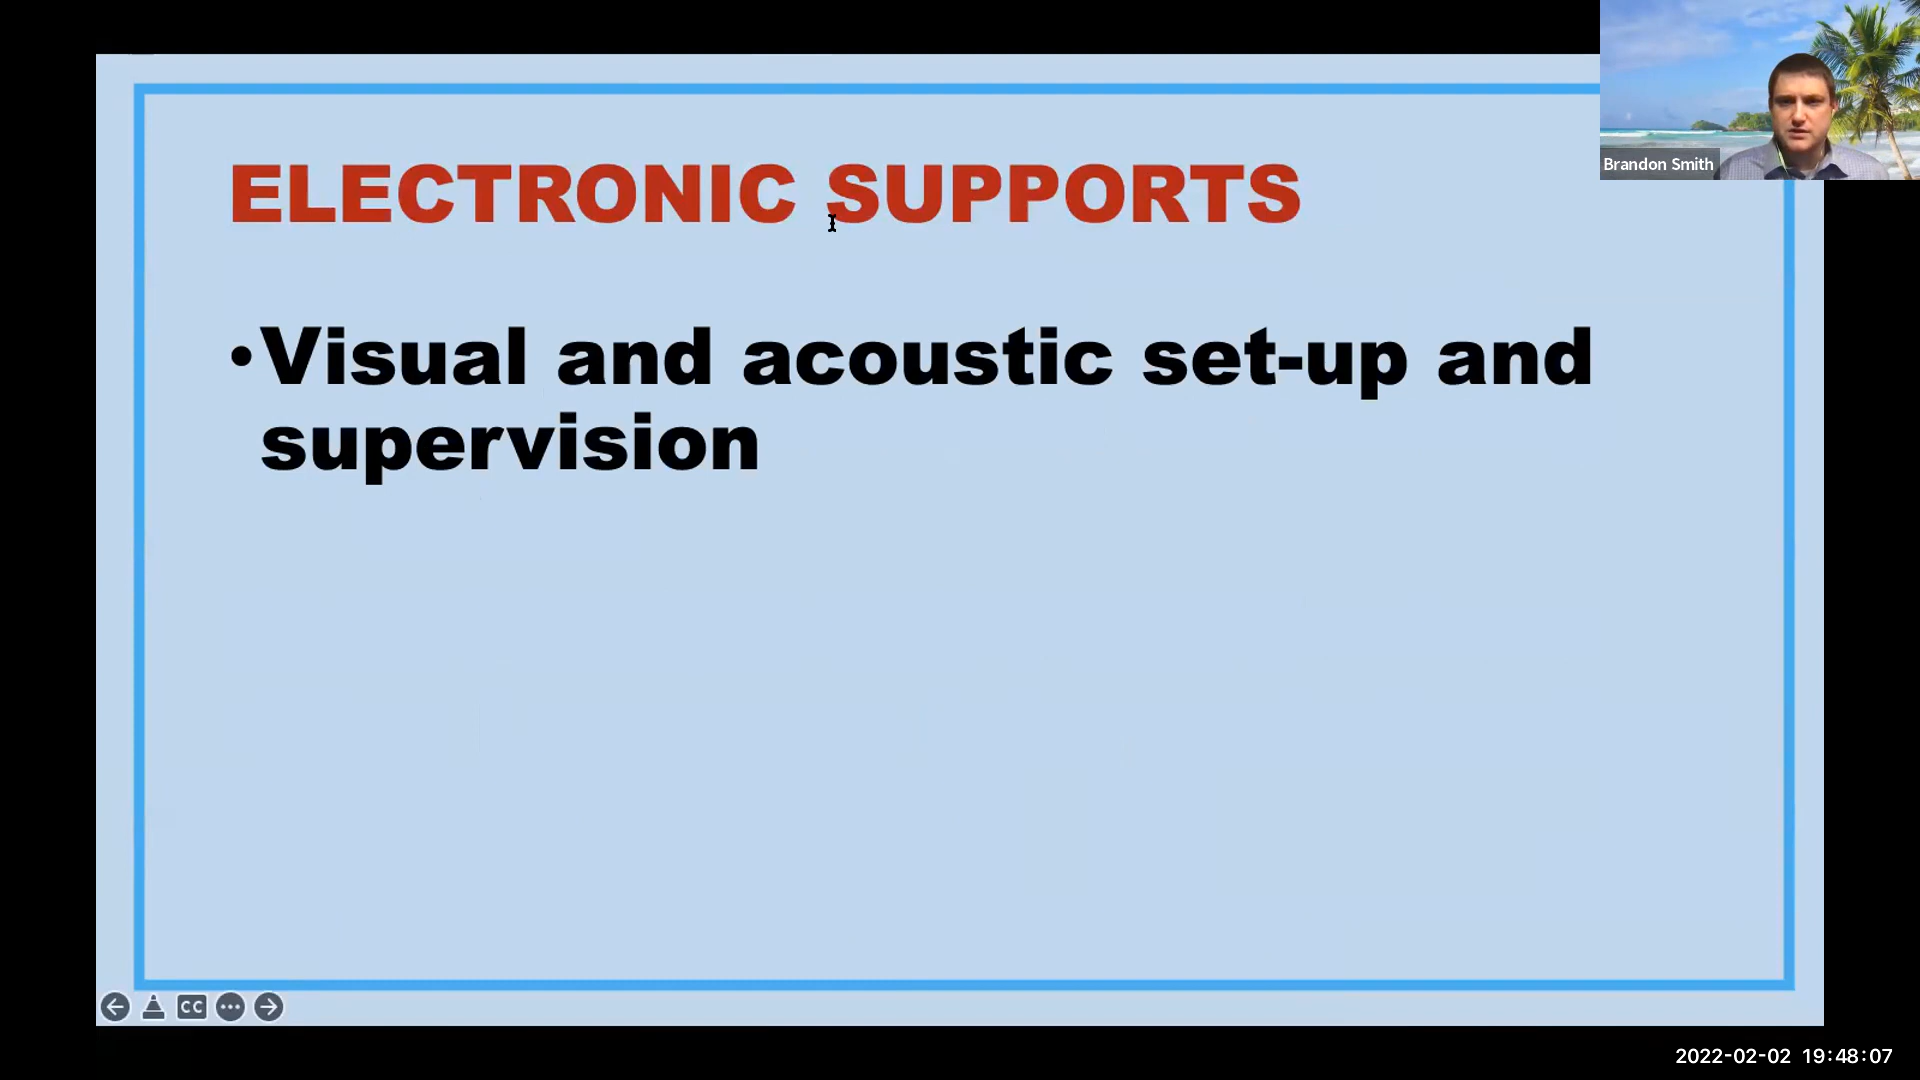 ELECTRONIC SUPPORTS
•Visual and acoustic set-up and
supervision
Brandon Smith
CC
2022-02-02 19:48:07